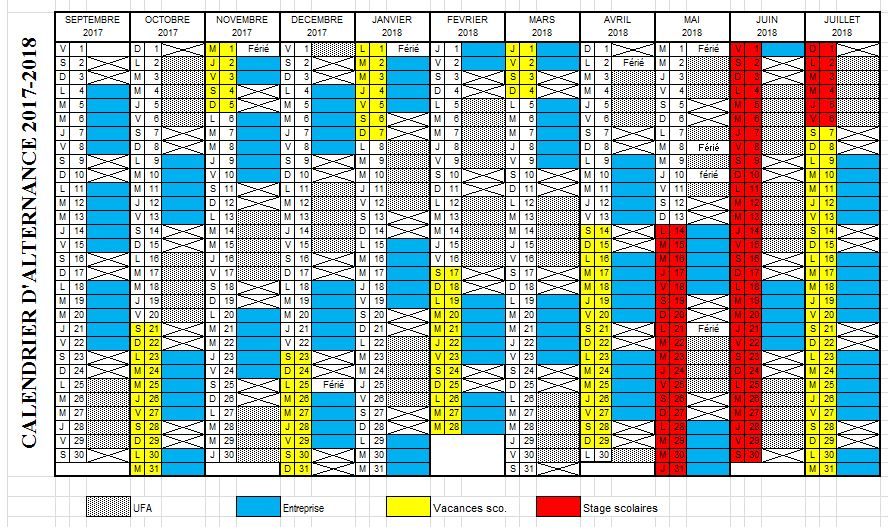 CALENDRIER D'ALTERNANCE 2017-2018
SEPTEMBRE OCTOBRE NOVEMBRE DECEMBRE JANVIER FEVRIER MARS AVRIL MAI JUIN JUILLET
2017 2017 2017 2017 2018 2018 2018 2018 2018 2018 2018
V 1 D 1 M 1 Férié V 1 L 1 Férié J 1 J 1 D 1 M 1 Férié V 1 D 1
S 2 L 2 J 2 S 2 M 2 V 2 V 2 L 2 Férié M 2 S 2 L 2
D 3 M 3 V 3 D 3 M 3 S 3 S 3 M 3 J 3 D 3 M 3
L 4 M 4 S 4 L 4 J 4 D 4 D 4 M 4 V 4 L 4 M 4
M 5 J 5 D 5 M 5 V 5 L 5 L 5 J 5 S 5 M 5 J 5
M 6 V 6 L 6 M 6 S 6 M 6 M 6 V 6 D 6 M 6 V 6
J 7 S 7 M 7 J 7 D 7 M 7 M 7 S 7 L 7 J 7 S 7
V 8 D 8 M 8 V 8 L 8 J 8 J 8 D 8 M 8 Férié V 8 D 8
S 9 L 9 J 9 S 9 M 9 V 9 V 9 L 9 M 9 S 9 L 9
D 10 M 10 V 10 D 10 M 10 S 10 S 10 M 10 J 10 férié D 10 M 10
L 11 M 11 S 11 L 11 J 11 D 11 D 11 M 11 V 11 L 11 M 11
M 12 J 12 D 12 M 12 V 12 L 12 L 12 J 12 S 12 M 12 J 12
M 13 V 13 L 13 M 13 S 13 M 13 M 13 V 13 D 13 M 13 V 13
J 14 S 14 M 14 J 14 D 14 M 14 M 14 S 14 L 14 J 14 S 14
V 15 D 15 M 15 V 15 L 15 J 15 J 15 D 15 M 15 V 15 D 15
S 16 L 16 J 16 S 16 M 16 V 16 V 16 L 16 M 16 S 16 L 16
D 17 M 17 V 17 D 17 M 17 S 17 S 17 M 17 J 17 D 17 M 17
L 18 M 18 S 18 L 18 J 18 D 18 D 18 M 18 V 18 L 18 M 18
M 19 J 19 D 19 M 19 V 19 L 19 L 19 J 19 S 19 M 19 J 19
M 20 V 20 L 20 M 20 S 20 M 20 M 20 V 20 D 20 M 20 V 20
J 21 S 21 M 21 J 21 D 21 M 21 M 21 S 21 L 21 Férié J 21 S 21
V 22 D 22 M 22 V 22 L 22 J 22 J 22 D 22 M 22 V 22 D 22
S 23 L 23 J 23 S 23 M 23 V 23 V 23 L 23 M 23 S 23 L 23
D 24 M 24 V 24 D 24 M 24 S 24 S 24 M 24 J 24 D 24 M 24
L 25 M 25 S 25 L 25 Férié J 25 D 25 D 25 M 25 V 25 L 25 M 25
M 26 J 26 D 26 M 26 V 26 L 26 L 26 J 26 S 26 M 26 J 26
M 27 V 27 L 27 M 27 S 27 M 27 M 27 V 27 D 27 M 27 V 27
J 28 S 28 M 28 J 28 D 28 M 28 M 28 S 28 L 28 J 28 S 28
V 29 D 29 M 29 V 29 L 29 J 29 D 29 M 29 V 29 D 29
S 30 L 30 J 30 S 30 M 30 V 30 L 30 M 30 S 30 L 30
M 31 D 31 M 31 S 31 J 31 M 31
UFA Entreprise Vacances sco. Stage scolaires